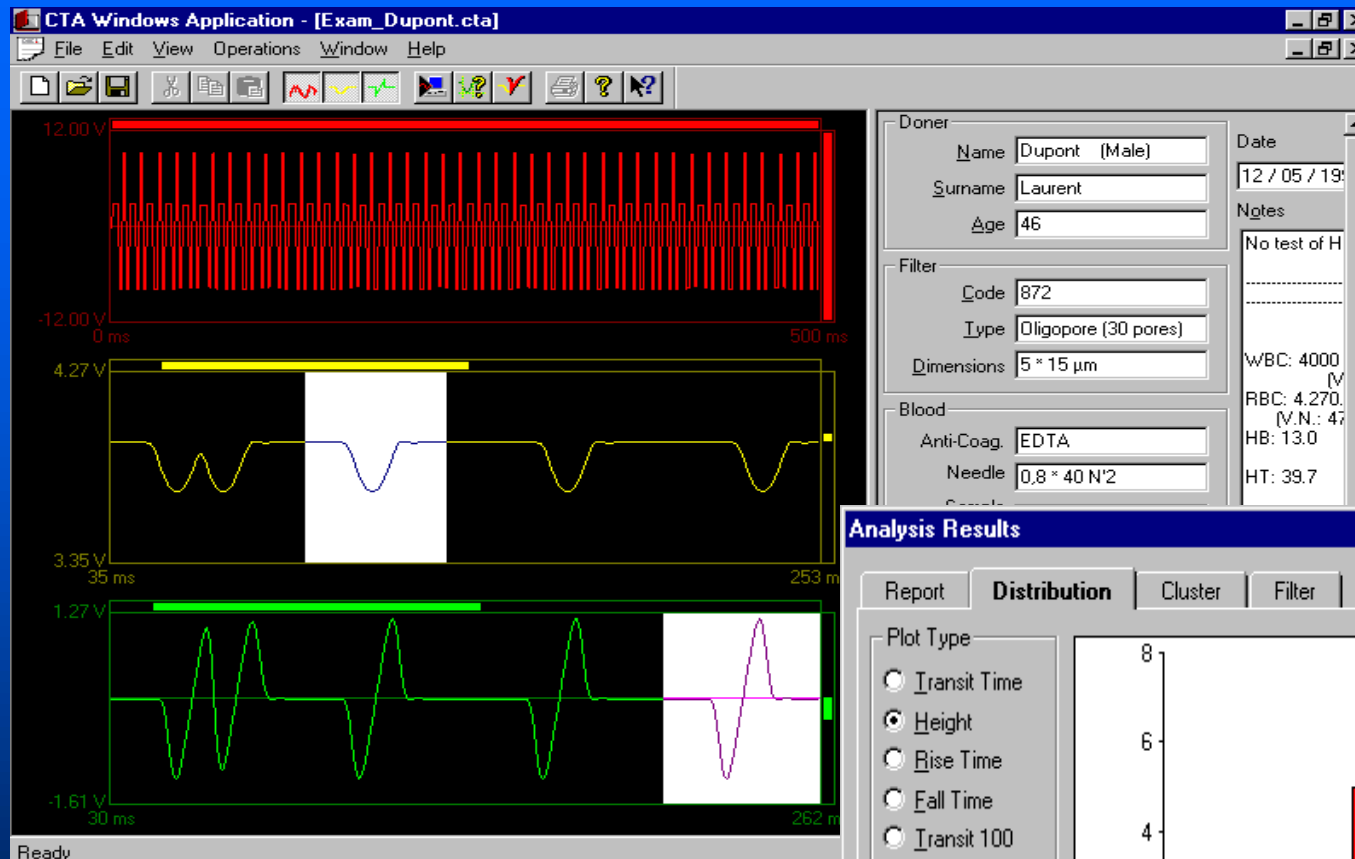 CTA Windows Application - [Exam_Dupont.cta]
File Edit View Operations Window Help
12.00 V
-12.00 V
0 ms 500 ms
4.27 V
3.35 V
35 ms 253 m
1.27 V
-1.61 V
30 ms 262 m
Ready
Doner
Name Dupont (Male)
Surname Laurent
Age 46
Filter
Code 872
Type Oligopore (30 pores)
Dimensions 5 * 15 µm
Blood
Anti-Coag. EDTA
Needle 0,8 * 40 N'2
Date
12 / 05 / 19
Notes
No test of H
WBC: 4000
(V
RBC: 4.270.
(V.N.: 47
HB: 13.0
HT: 39.7
Analysis Results
Report Distribution Cluster Filter
Plot Type
Transit Time
Height
Rise Time
Fall Time
Transit 100
8
6
4